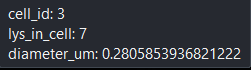 cell_id: 3
lys_in_cell: 7
diameter_um: 0.2805853936821222